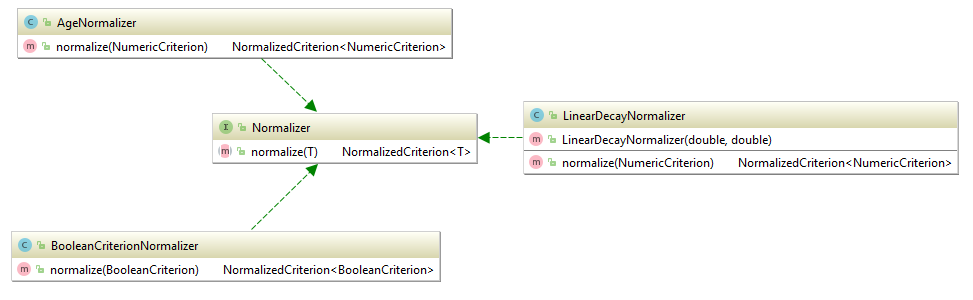 C AgeNormalizer
m normalize(NumericCriterion) NormalizedCriterion<NumericCriterion>
I Normalizer
m normalize(T) NormalizedCriterion<T>
C LinearDecayNormalizer
m LinearDecayNormalizer(double, double)
m normalize(NumericCriterion) NormalizedCriterion<NumericCriterion>
C BooleanCriterionNormalizer
m normalize(BooleanCriterion) NormalizedCriterion<BooleanCriterion>